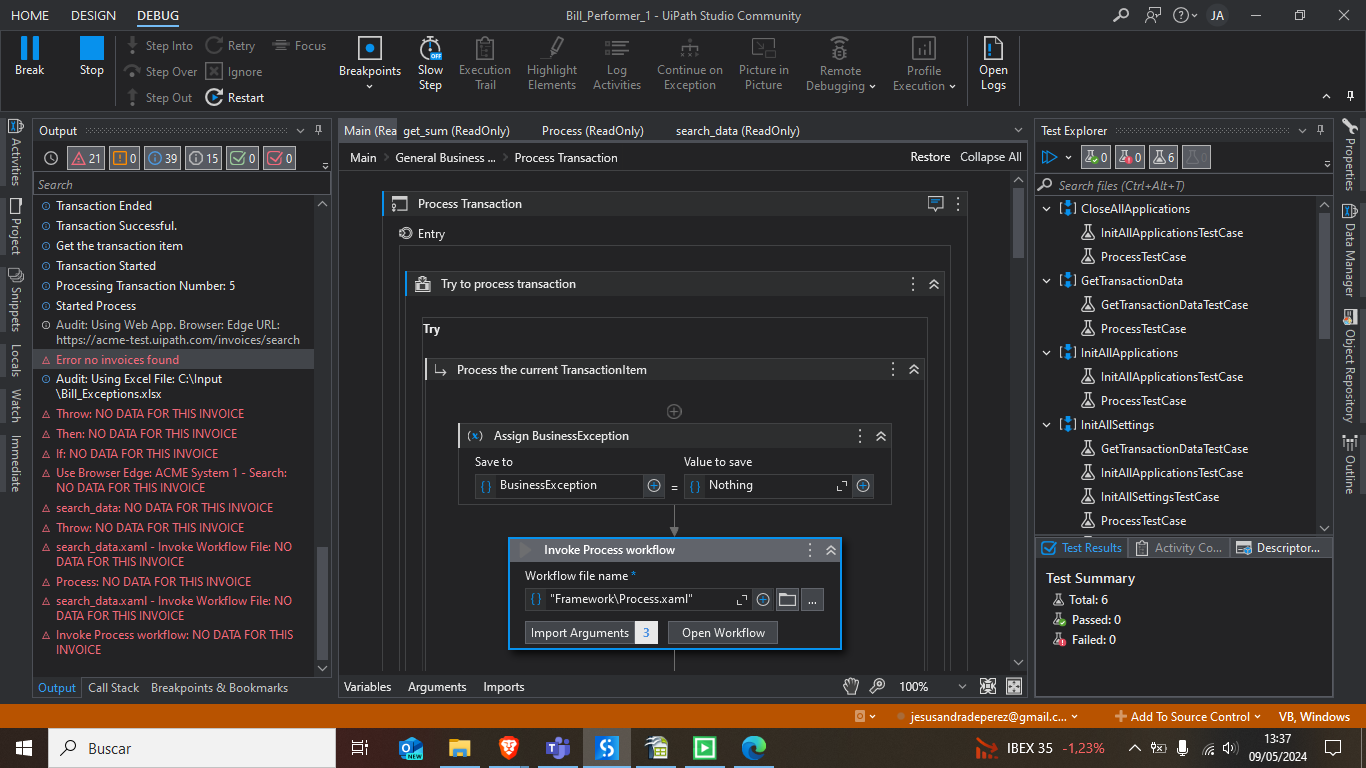 HOME DESIGN DEBUG
Bill_Performer_1 - UiPath Studio Community
JA
Break
Stop
Step Into
Step Over
Step Out
Retry
Ignore
Restart
Focus
Breakpoints
Slow
Step
Execution
Trail
Highlight
Elements
Log
Activities
Continue on
Exception
Picture in
Picture
Remote
Debugging
Profile
Execution
Open
Logs
Activities
Project
Snippets
Locals
Watch
Immediate
Output
21 0 39 15 0 0
Search
Transaction Ended
Transaction Successful.
Get the transaction item
Transaction Started
Processing Transaction Number: 5
Started Process
Audit: Using Web App. Browser: Edge URL:
https://acme-test.uipath.com/invoices/search
Error no invoices found
Audit: Using Excel File: C:\Input
\Bill_Exceptions.xlsx
Throw: NO DATA FOR THIS INVOICE
Then: NO DATA FOR THIS INVOICE
If: NO DATA FOR THIS INVOICE
Use Browser Edge: ACME System 1 - Search:
NO DATA FOR THIS INVOICE
search_data: NO DATA FOR THIS INVOICE
Throw: NO DATA FOR THIS INVOICE
search_data.xaml - Invoke Workflow File: NO
DATA FOR THIS INVOICE
Process: NO DATA FOR THIS INVOICE
search_data.xaml - Invoke Workflow File: NO
DATA FOR THIS INVOICE
Invoke Process workflow: NO DATA FOR THIS
INVOICE
Output Call Stack Breakpoints & Bookmarks
Main (Rea get_sum (ReadOnly) Process (ReadOnly) search_data (ReadOnly)
Main > General Business ... > Process Transaction
Restore Collapse All
Process Transaction
Entry
Try to process transaction
Try
Process the current TransactionItem
(x) Assign BusinessException
Save to Value to save
{} BusinessException = {} Nothing
Invoke Process workflow
Workflow file name *
{} "Framework\Process.xaml" ...
Import Arguments 3 Open Workflow
Variables Arguments Imports
100%
Test Explorer
0 0 6 0
Search files (Ctrl+Alt+T)
CloseAllApplications
InitAllApplicationsTestCase
ProcessTestCase
GetTransactionData
GetTransactionDataTestCase
ProcessTestCase
InitAllApplications
InitAllApplicationsTestCase
ProcessTestCase
InitAllSettings
GetTransactionDataTestCase
InitAllApplicationsTestCase
InitAllSettingsTestCase
ProcessTestCase
Test Results Activity Co... Descriptor...
Test Summary
Total: 6
Passed: 0
Failed: 0
Properties
Data Manager
Object Repository
Outline
jesusandradeperez@gmail.c...
Add To Source Control
VB, Windows
Buscar
NEW
IBEX 35 -1,23%
13:37
09/05/2024